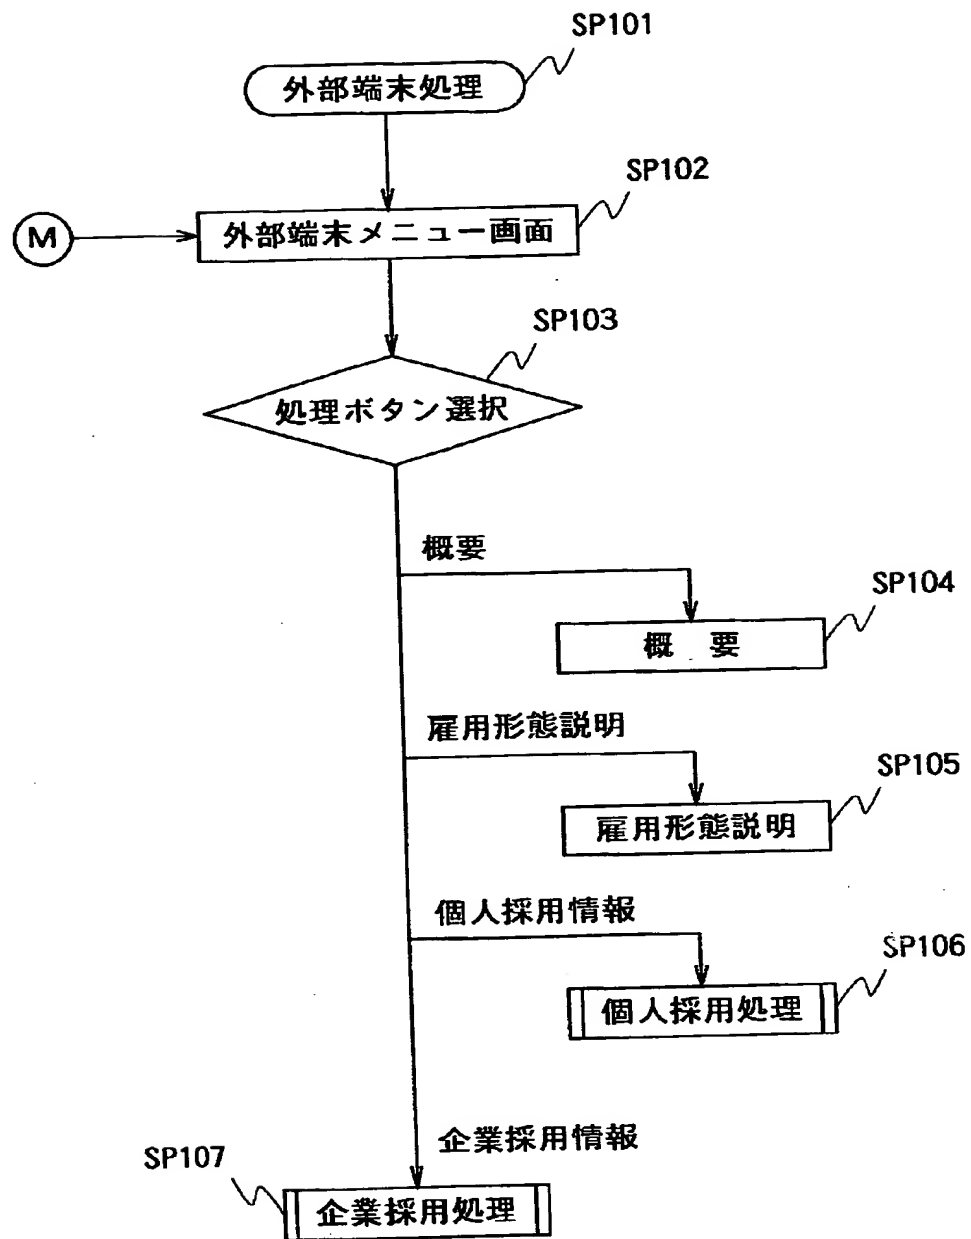 SP101
外部端末処理
SP102
M
外部端末メニュー画面
SP103
処理ボタン選択
概要
SP104
概 要
雇用形態説明
SP105
雇用形態説明
個人採用情報
SP106
個人採用処理
企業採用情報
SP107
企業採用処理